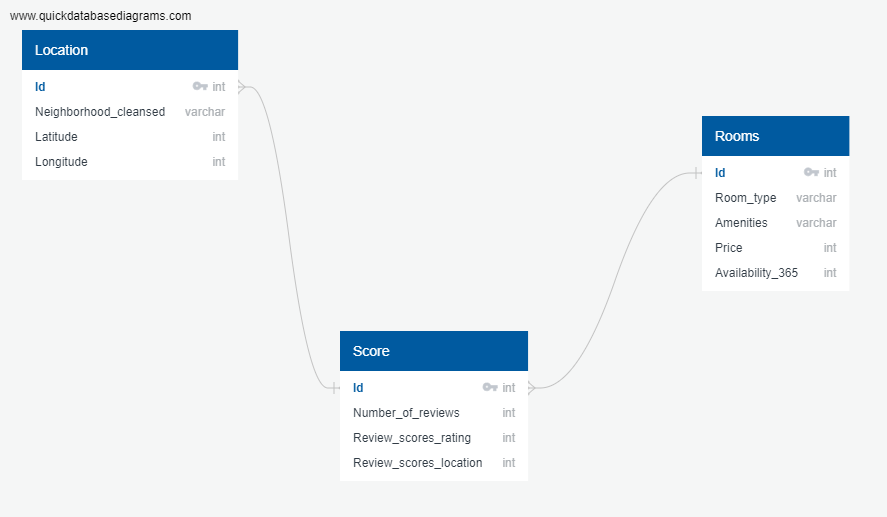 www.quickdatabasediagrams.com
Location
Id int
Neighborhood_cleansed varchar
Latitude int
Longitude int
Rooms
Id int
Room_type varchar
Amenities varchar
Price int
Availability_365 int
Score
Id int
Number_of_reviews int
Review_scores_rating int
Review_scores_location int